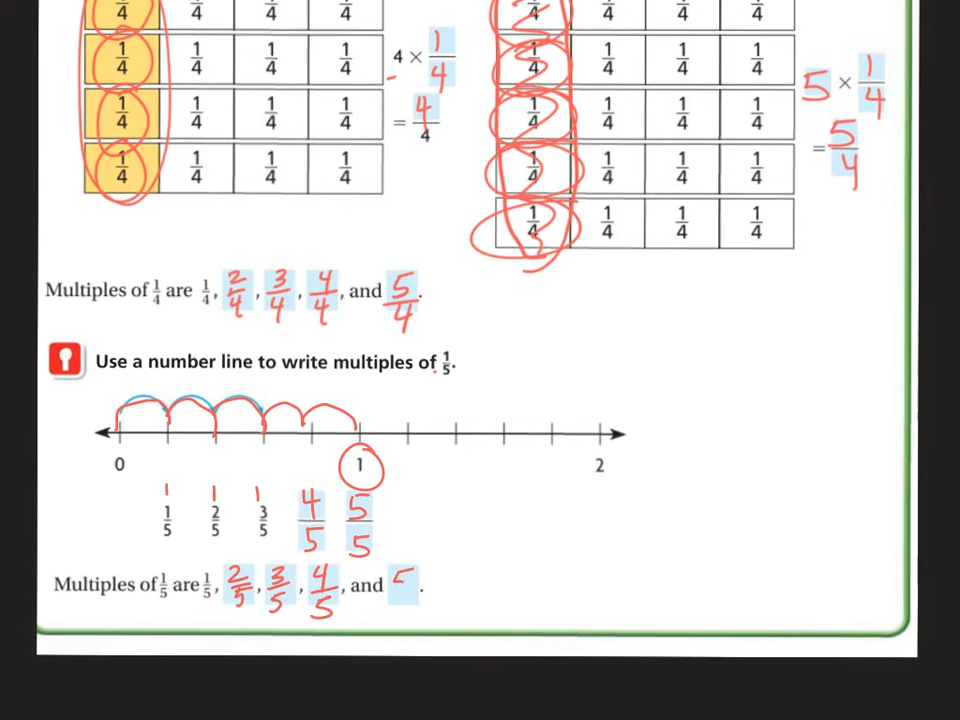 1/4 1/4 1/4 1/4
1/4 1/4 1/4 1/4
1/4 1/4 1/4 1/4
1/4 1/4 1/4 1/4
4 × 1/4
= 4/4
1/4 1/4 1/4 1/4
1/4 1/4 1/4 1/4
1/4 1/4 1/4 1/4
1/4 1/4 1/4 1/4
1/4 1/4 1/4 1/4
5 × 1/4
= 5/4
Multiples of 1/4 are 1/4, 2/4, 3/4, 4/4, and 5/4.
Use a number line to write multiples of 1/5.
0 1 2
1/5 2/5 3/5 4/5 5/5
Multiples of 1/5 are 1/5, 2/5, 3/5, 4/5, and 5.